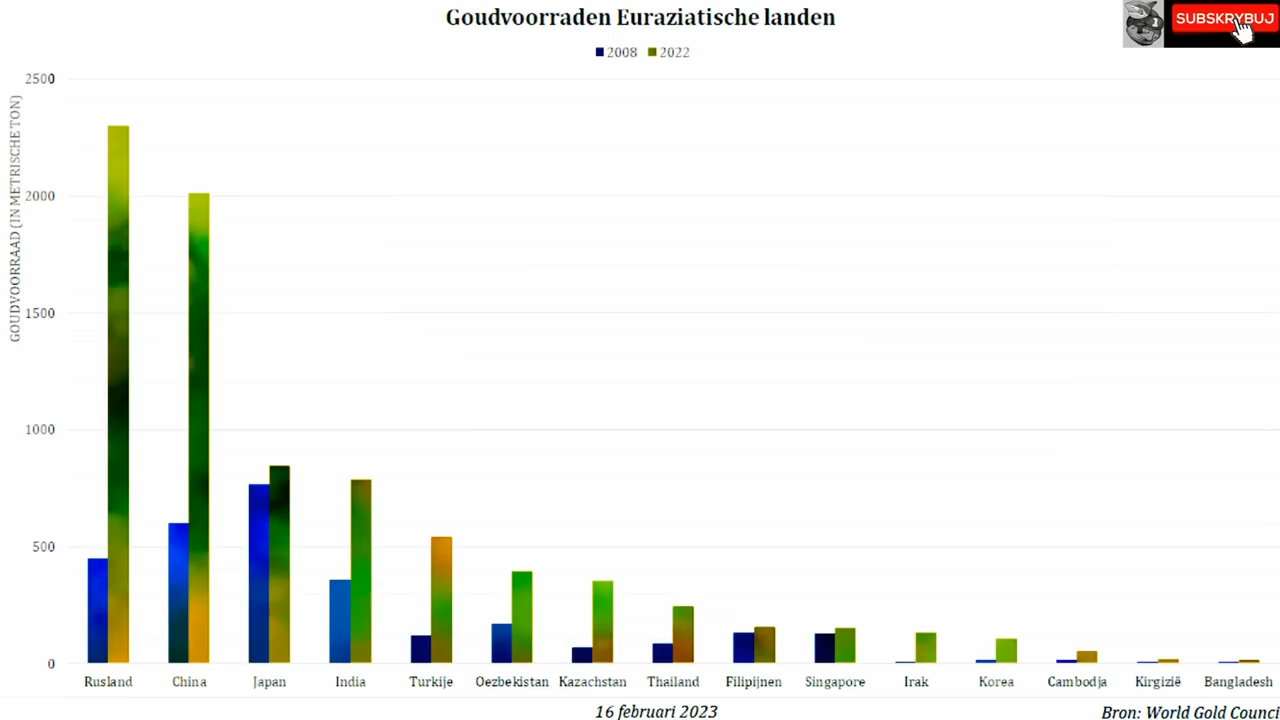 Goudvoorraden Euraziatische landen
1
SUBSKRYBUJ
2008 2022
GOUDVOORRAAD (IN METRISCHE TON)
2500
2000
1500
1000
500
0
Rusland China Japan India Turkije Oezbekistan Kazachstan Thailand Filipijnen Singapore Irak Korea Cambodja Kirgizië Bangladesh
16 februari 2023
Bron: World Gold Counci